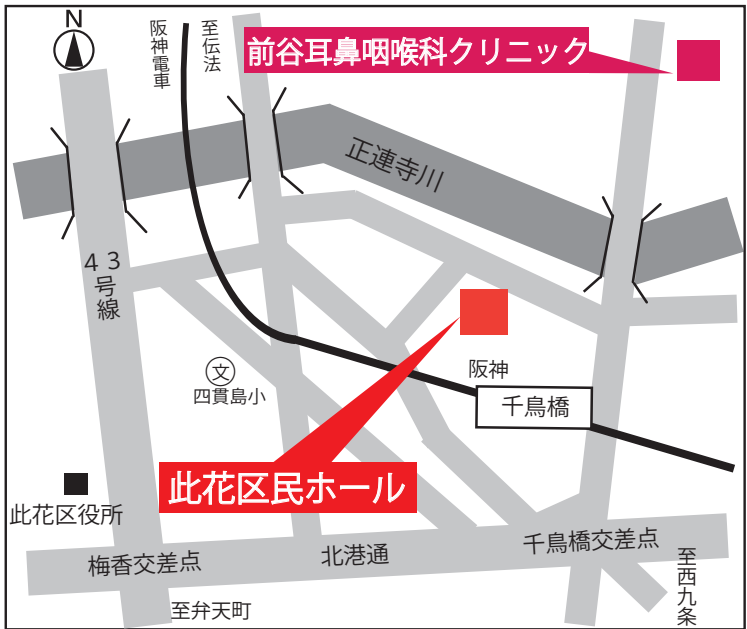 N
阪神電車
至伝法
前谷耳鼻咽喉科クリニック
正連寺川
43号線
阪神
千鳥橋
文
四貫島小
此花区民ホール
此花区役所
梅香交差点
北港通
千鳥橋交差点
至西九条
至弁天町